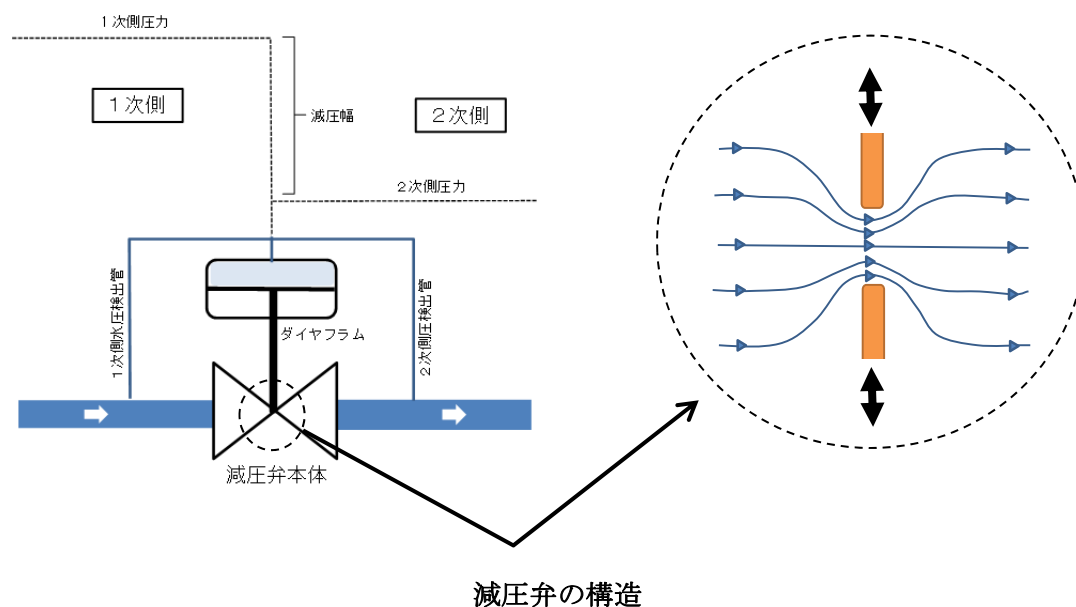 １次側圧力
１次側
減圧幅
２次側
２次側圧力
１次側水圧検出管
ダイヤフラム
２次側圧検出管
減圧弁本体
減圧弁の構造